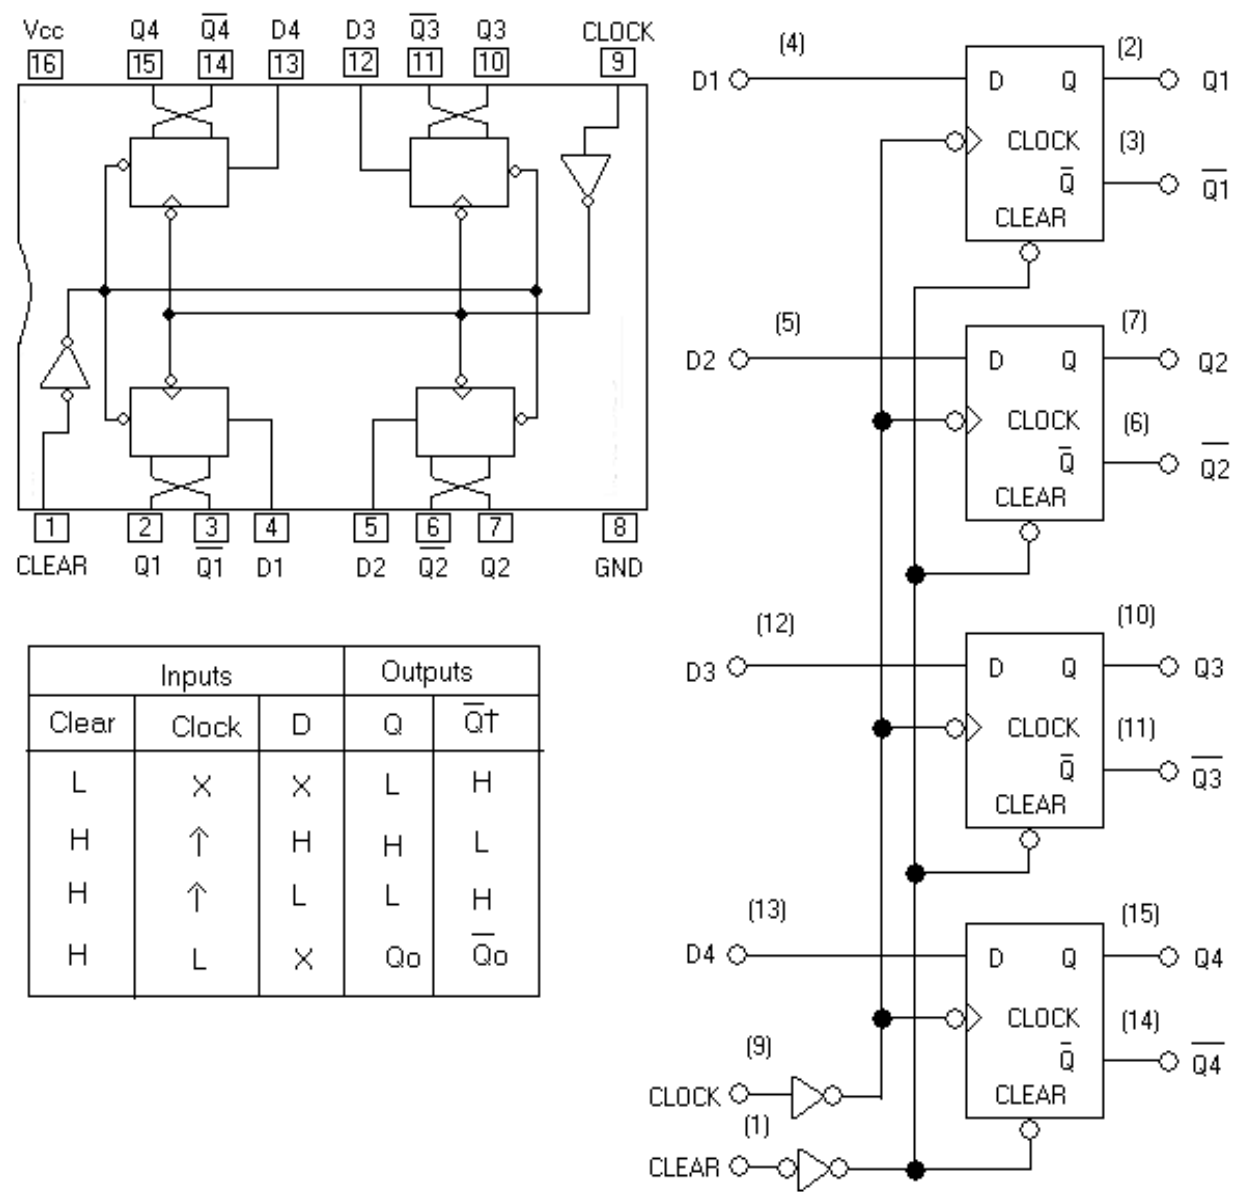 Vcc Q4 Q̅4̅ D4 D3 Q̅3̅ Q3 CLOCK
16 15 14 13 12 11 10 9
1 2 3 4 5 6 7 8
CLEAR Q1 Q̅1̅ D1 D2 Q̅2̅ Q2 GND
Inputs Outputs
Clear Clock D Q Q̅†
L X X L H
H ↑ H H L
H ↑ L L H
H L X Qo Q̅o
(4) (2)
D1 D Q Q1
CLOCK (3)
Q̅ Q̅1̅
CLEAR
(5) (7)
D2 D Q Q2
CLOCK (6)
Q̅ Q̅2̅
CLEAR
(12) (10)
D3 D Q Q3
CLOCK (11)
Q̅ Q̅3̅
CLEAR
(13) (15)
D4 D Q Q4
CLOCK (14)
Q̅ Q̅4̅
CLEAR
(9)
CLOCK
(1)
CLEAR